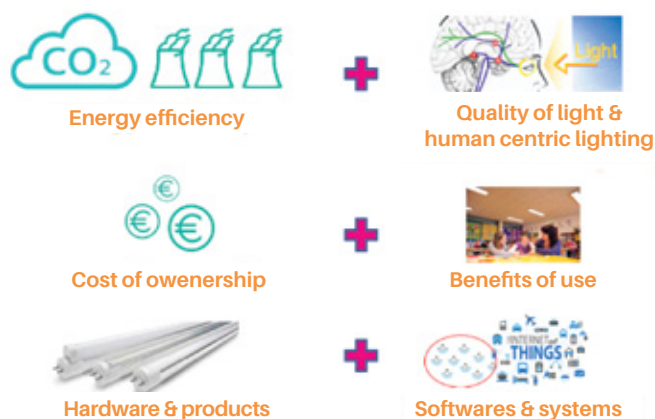 CO2
Light
Energy efficiency
Quality of light &
human centric lighting
€
€
€
Cost of owenership
Benefits of use
INTERNET of
THINGS
Hardware & products
Softwares & systems